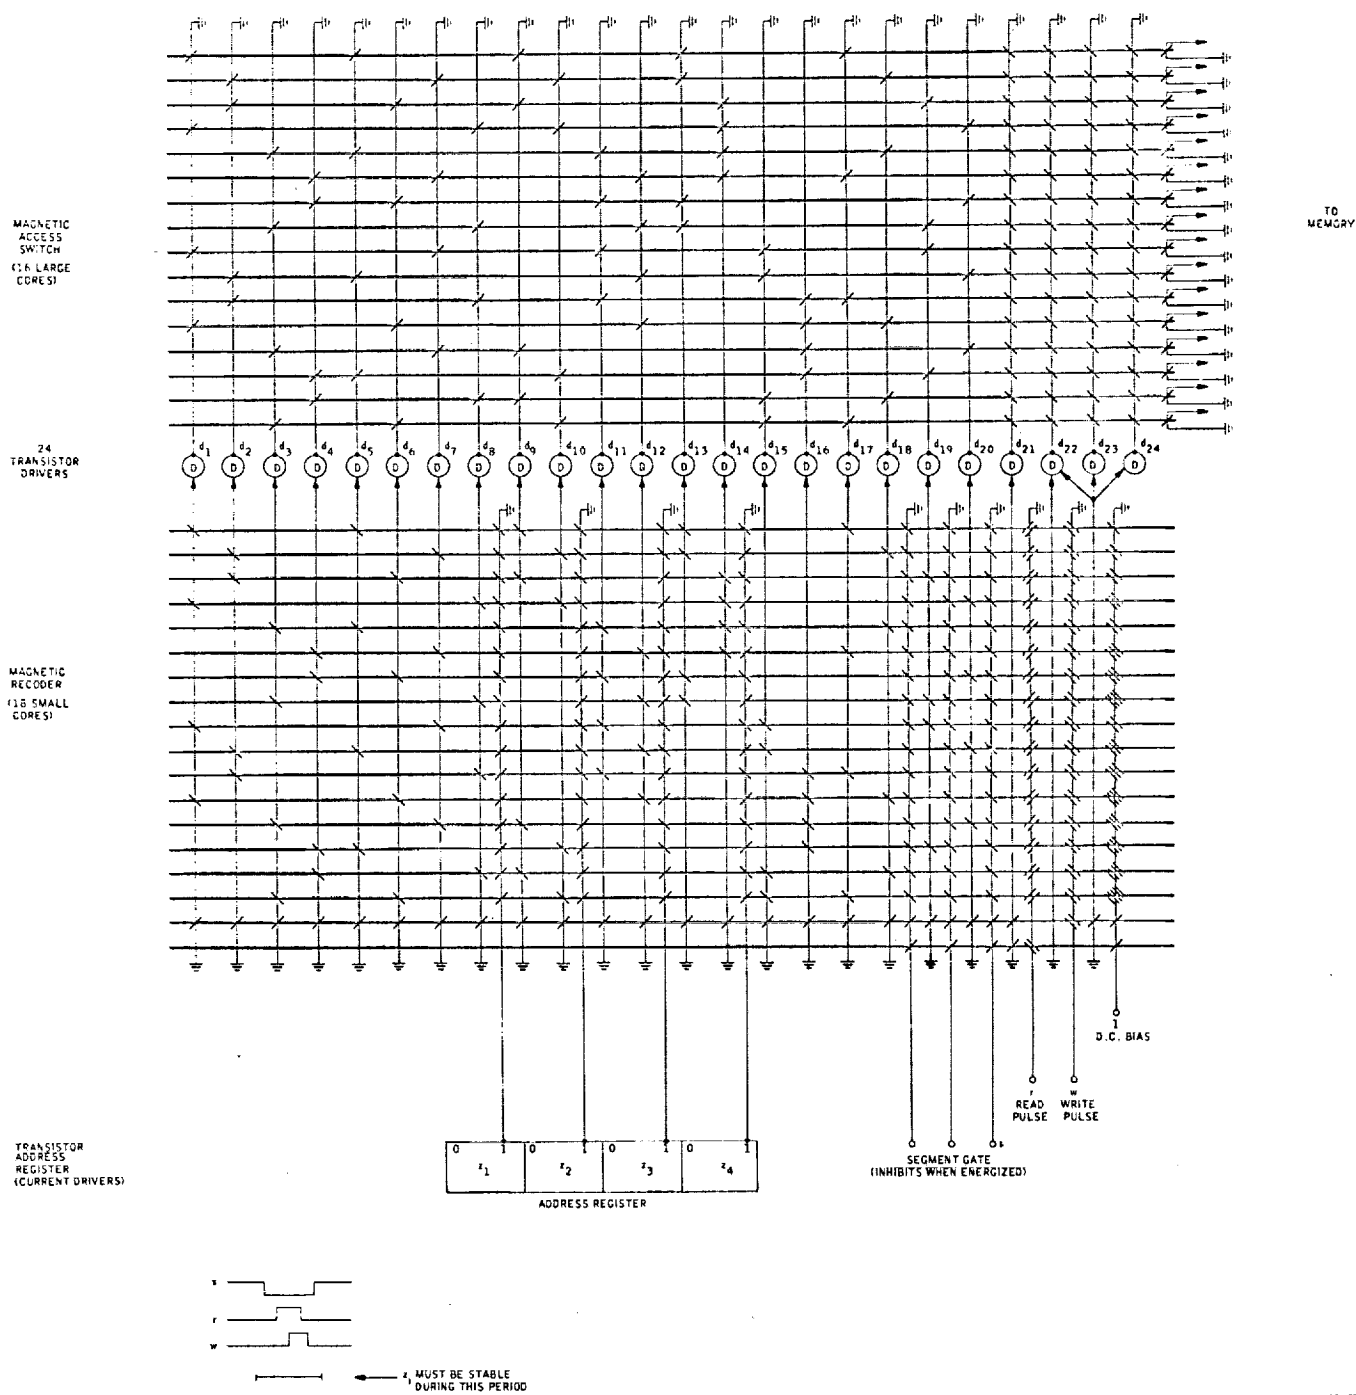 MAGNETIC
ACCESS
SWITCH
(16 LARGE
CORES)
TO
MEMORY
24
TRANSISTOR
DRIVERS
d1 d2 d3 d4 d5 d6 d7 d8 d9 d10 d11 d12 d13 d14 d15 d16 d17 d18 d19 d20 d21 d22 d23 d24
D D D D D D D D D D D D D D D D D D D D D D D D
MAGNETIC
RECODER
(18 SMALL
CORES)
1
D.C. BIAS
r
READ
PULSE
w
WRITE
PULSE
TRANSISTOR
ADDRESS
REGISTER
(CURRENT DRIVERS)
0 1 0 1 0 1 0 1
z1 z2 z3 z4
ADDRESS REGISTER
s
SEGMENT GATE
(INHIBITS WHEN ENERGIZED)
s
r
w
zi MUST BE STABLE
DURING THIS PERIOD